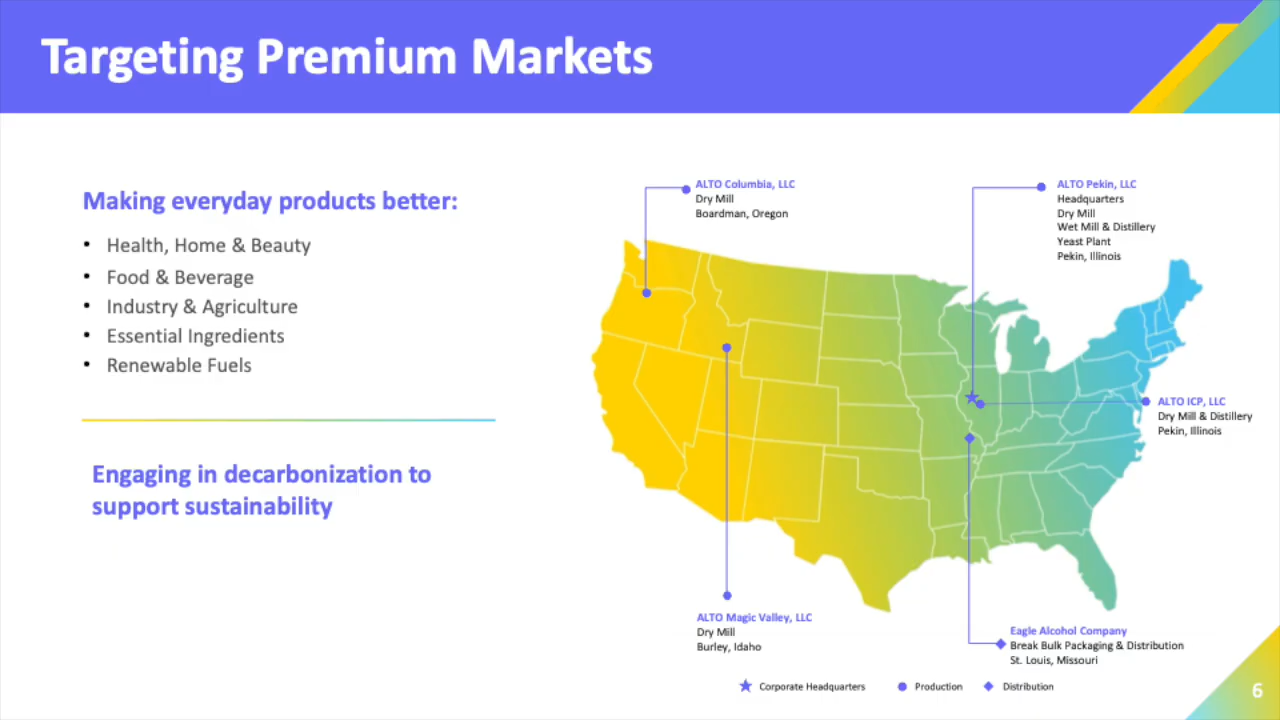 Targeting Premium Markets
Making everyday products better:
• Health, Home & Beauty
• Food & Beverage
• Industry & Agriculture
• Essential Ingredients
• Renewable Fuels
Engaging in decarbonization to
support sustainability
ALTO Columbia, LLC
Dry Mill
Boardman, Oregon
ALTO Pekin, LLC
Headquarters
Dry Mill
Wet Mill & Distillery
Yeast Plant
Pekin, Illinois
ALTO ICP, LLC
Dry Mill & Distillery
Pekin, Illinois
ALTO Magic Valley, LLC
Dry Mill
Burley, Idaho
Eagle Alcohol Company
Break Bulk Packaging & Distribution
St. Louis, Missouri
Corporate Headquarters
Production
Distribution
6